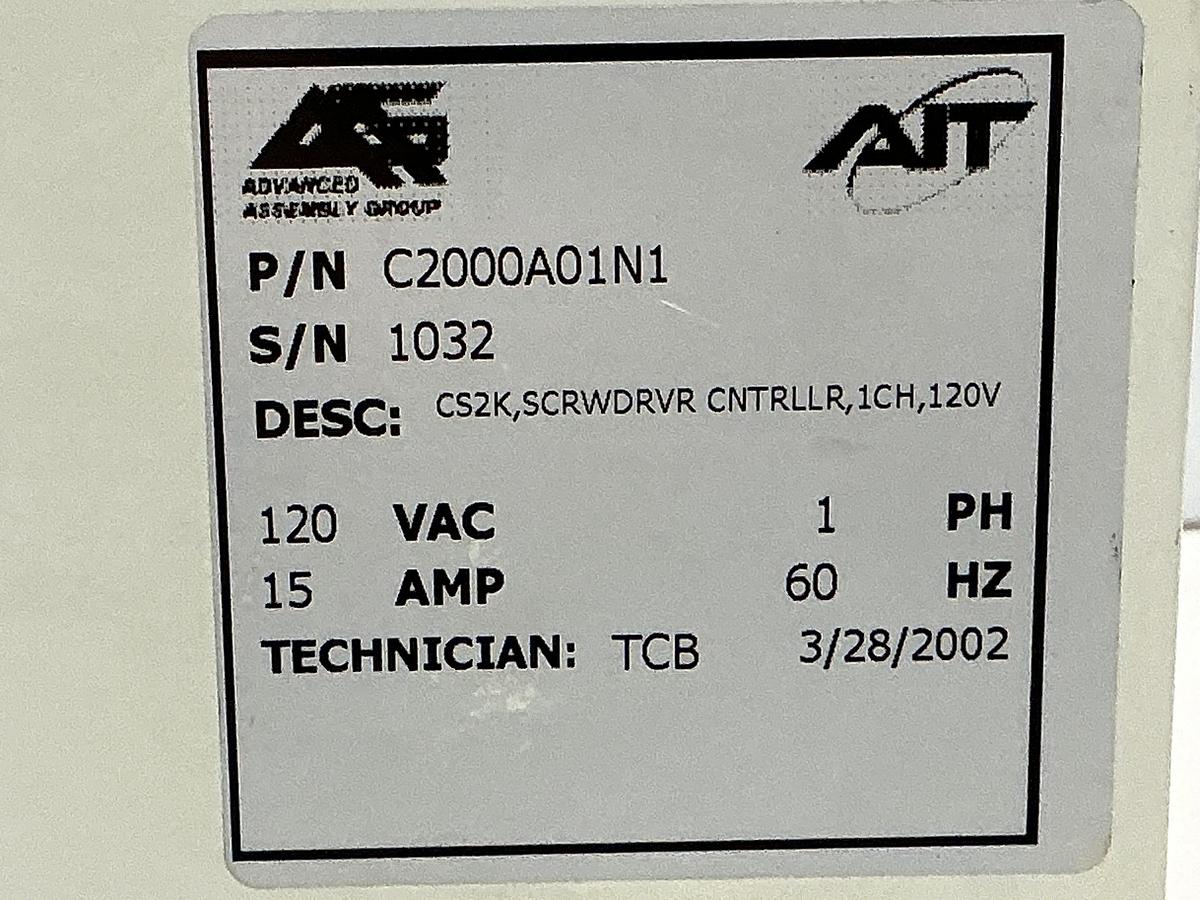 ADVANCED
ASSEMBLY GROUP
AIT
P/N C2000A01N1
S/N 1032
DESC: CS2K,SCRWDRVR CNTRLLR,1CH,120V
120 VAC 1 PH
15 AMP 60 HZ
TECHNICIAN: TCB 3/28/2002